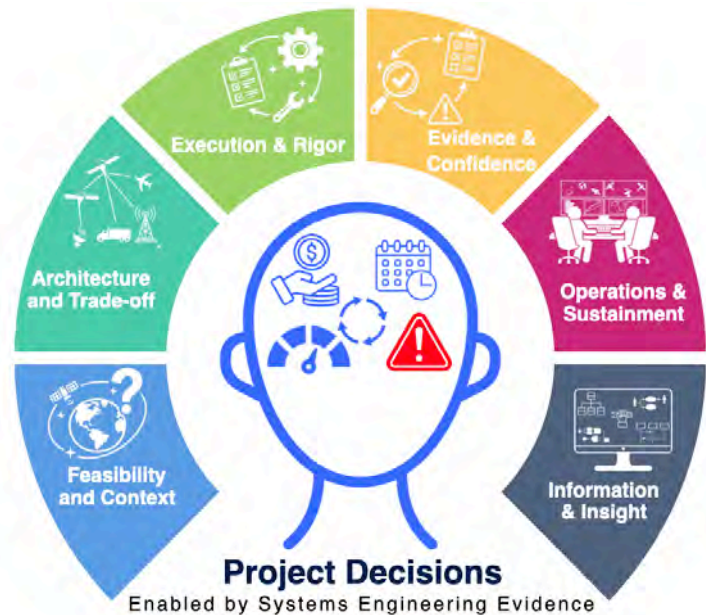 Execution & Rigor
Evidence &
Confidence
Architecture
and Trade-off
Operations &
Sustainment
Feasibility
and Context
Information
& Insight
$
?
!
!
Project Decisions
Enabled by Systems Engineering Evidence